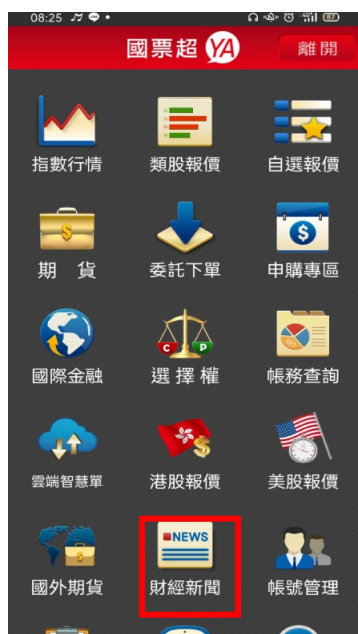 08:25
87
國票超 YA
離開
指數行情
類股報價
自選報價
$
$
期 貨
委託下單
申購專區
C P
國際金融
選擇權
帳務查詢
$
雲端智慧單
港股報價
美股報價
NEWS
國外期貨
財經新聞
帳號管理